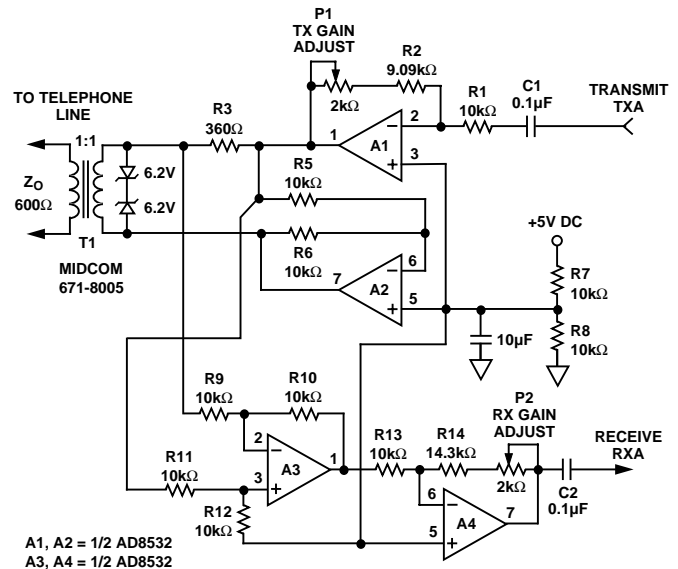 P1
TX GAIN
ADJUST
2kΩ
R2
9.09kΩ
R1
10kΩ
C1
0.1µF
TRANSMIT
TXA
TO TELEPHONE
LINE
1:1
R3
360Ω
1
2
3
A1
6.2V
6.2V
ZO
600Ω
T1
MIDCOM
671-8005
R5
10kΩ
R6
10kΩ
6
7
5
A2
+5V DC
R7
10kΩ
R8
10kΩ
10µF
R9
10kΩ
R10
10kΩ
2
3
1
A3
R11
10kΩ
R12
10kΩ
R13
10kΩ
R14
14.3kΩ
P2
RX GAIN
ADJUST
2kΩ
6
5
7
A4
RECEIVE
RXA
C2
0.1µF
A1, A2 = 1/2 AD8532
A3, A4 = 1/2 AD8532